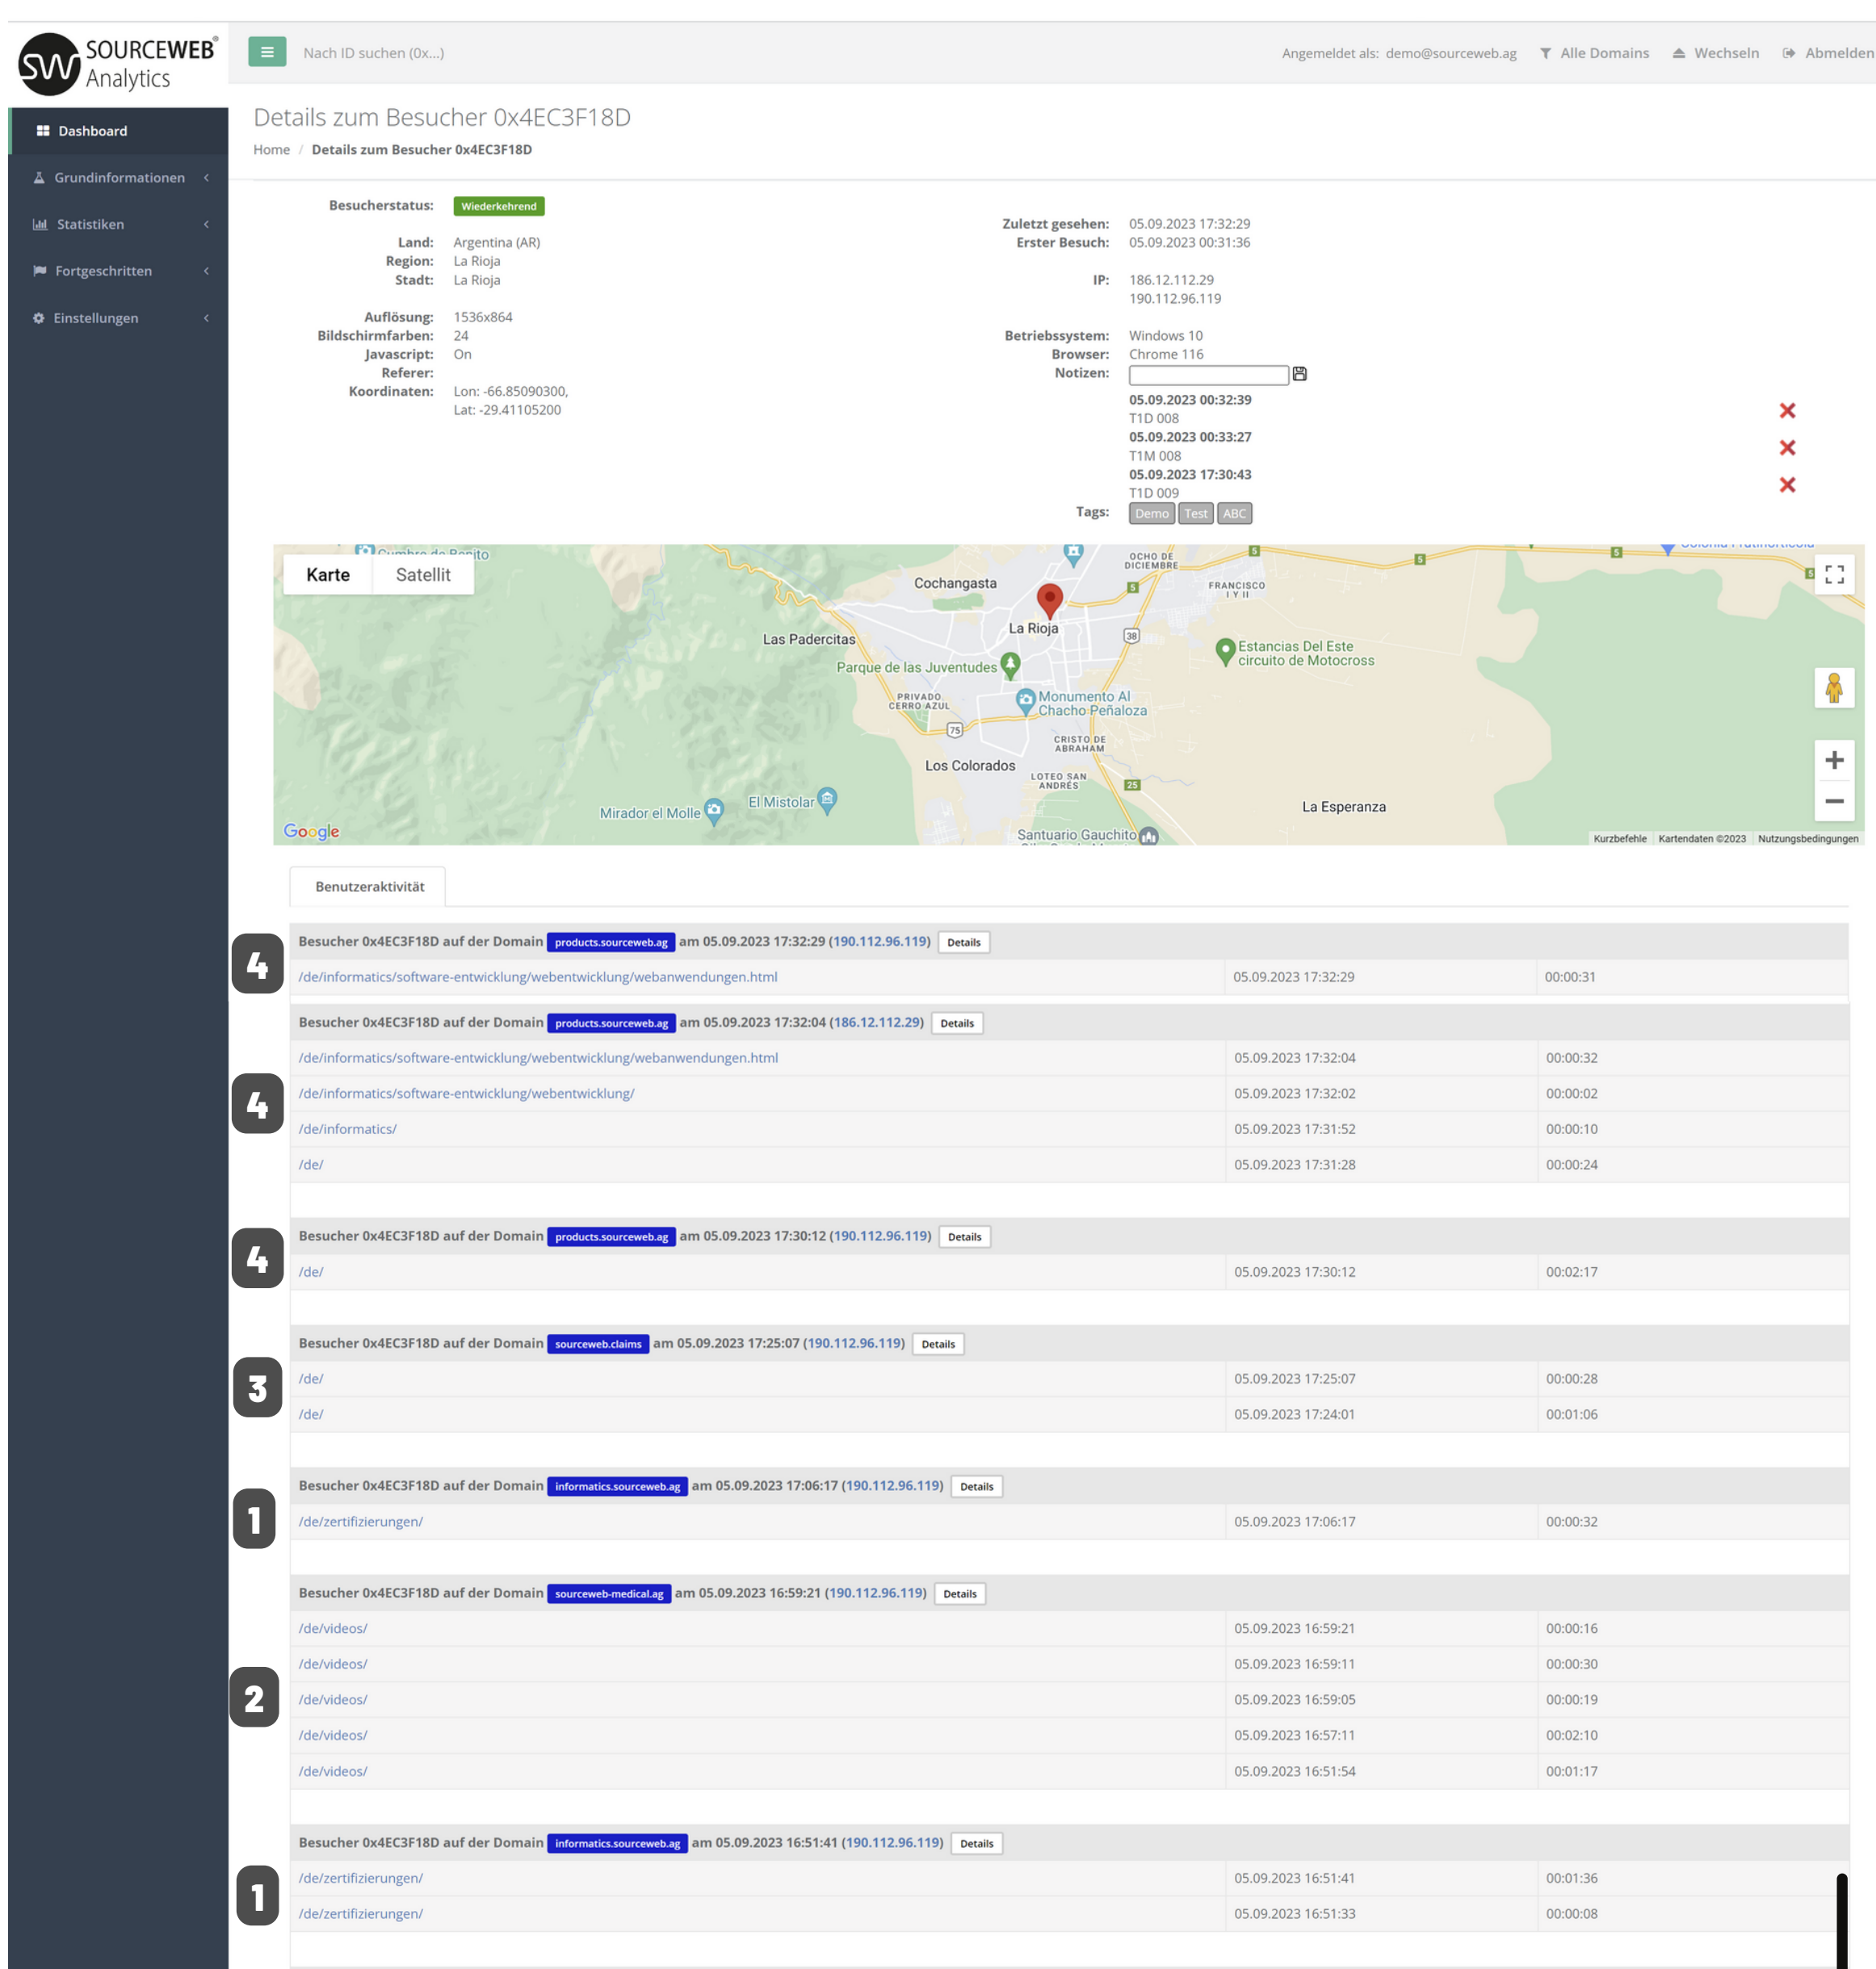 SW SOURCEWEB®
Analytics
Nach ID suchen (0x...)
Angemeldet als: demo@sourceweb.ag Alle Domains Wechseln Abmelden
Dashboard
Grundinformationen
Statistiken
Fortgeschritten
Einstellungen
Details zum Besucher 0x4EC3F18D
Home / Details zum Besucher 0x4EC3F18D
Besucherstatus: Wiederkehrend
Land: Argentina (AR)
Region: La Rioja
Stadt: La Rioja
Auflösung: 1536x864
Bildschirmfarben: 24
Javascript: On
Referer:
Koordinaten: Lon: -66.85090300,
Lat: -29.41105200
Zuletzt gesehen: 05.09.2023 17:32:29
Erster Besuch: 05.09.2023 00:31:36
IP: 186.12.112.29
190.112.96.119
Betriebssystem: Windows 10
Browser: Chrome 116
Notizen:
05.09.2023 00:32:39
T1D 008
05.09.2023 00:33:27
T1M 008
05.09.2023 17:30:43
T1D 009
Tags: Demo Test ABC
Karte Satellit
Cumbre de Bonito
Cochangasta
OCHO DE
DICIEMBRE
5
5
5
5
5
FRANCISCO
I Y II
La Rioja
38
Las Padercitas
Parque de las Juventudes
Estancias Del Este
circuito de Motocross
PRIVADO
CERRO AZUL
Monumento Al
Chacho Peñaloza
75
CRISTO DE
ABRAHAM
Los Colorados
LOTEO SAN
ANDRÉS
25
El Mistolar
Mirador el Molle
La Esperanza
Santuario Gauchito
Google
Kurzbefehle Kartendaten ©2023 Nutzungsbedingungen
Benutzeraktivität
4
Besucher 0x4EC3F18D auf der Domain products.sourceweb.ag am 05.09.2023 17:32:29 (190.112.96.119) Details
/de/informatics/software-entwicklung/webentwicklung/webanwendungen.html 05.09.2023 17:32:29 00:00:31
4
Besucher 0x4EC3F18D auf der Domain products.sourceweb.ag am 05.09.2023 17:32:04 (186.12.112.29) Details
/de/informatics/software-entwicklung/webentwicklung/webanwendungen.html 05.09.2023 17:32:04 00:00:32
/de/informatics/software-entwicklung/webentwicklung/ 05.09.2023 17:32:02 00:00:02
/de/informatics/ 05.09.2023 17:31:52 00:00:10
/de/ 05.09.2023 17:31:28 00:00:24
4
Besucher 0x4EC3F18D auf der Domain products.sourceweb.ag am 05.09.2023 17:30:12 (190.112.96.119) Details
/de/ 05.09.2023 17:30:12 00:02:17
3
Besucher 0x4EC3F18D auf der Domain sourceweb.claims am 05.09.2023 17:25:07 (190.112.96.119) Details
/de/ 05.09.2023 17:25:07 00:00:28
/de/ 05.09.2023 17:24:01 00:01:06
1
Besucher 0x4EC3F18D auf der Domain informatics.sourceweb.ag am 05.09.2023 17:06:17 (190.112.96.119) Details
/de/zertifizierungen/ 05.09.2023 17:06:17 00:00:32
2
Besucher 0x4EC3F18D auf der Domain sourceweb-medical.ag am 05.09.2023 16:59:21 (190.112.96.119) Details
/de/videos/ 05.09.2023 16:59:21 00:00:16
/de/videos/ 05.09.2023 16:59:11 00:00:30
/de/videos/ 05.09.2023 16:59:05 00:00:19
/de/videos/ 05.09.2023 16:57:11 00:02:10
/de/videos/ 05.09.2023 16:51:54 00:01:17
1
Besucher 0x4EC3F18D auf der Domain informatics.sourceweb.ag am 05.09.2023 16:51:41 (190.112.96.119) Details
/de/zertifizierungen/ 05.09.2023 16:51:41 00:01:36
/de/zertifizierungen/ 05.09.2023 16:51:33 00:00:08